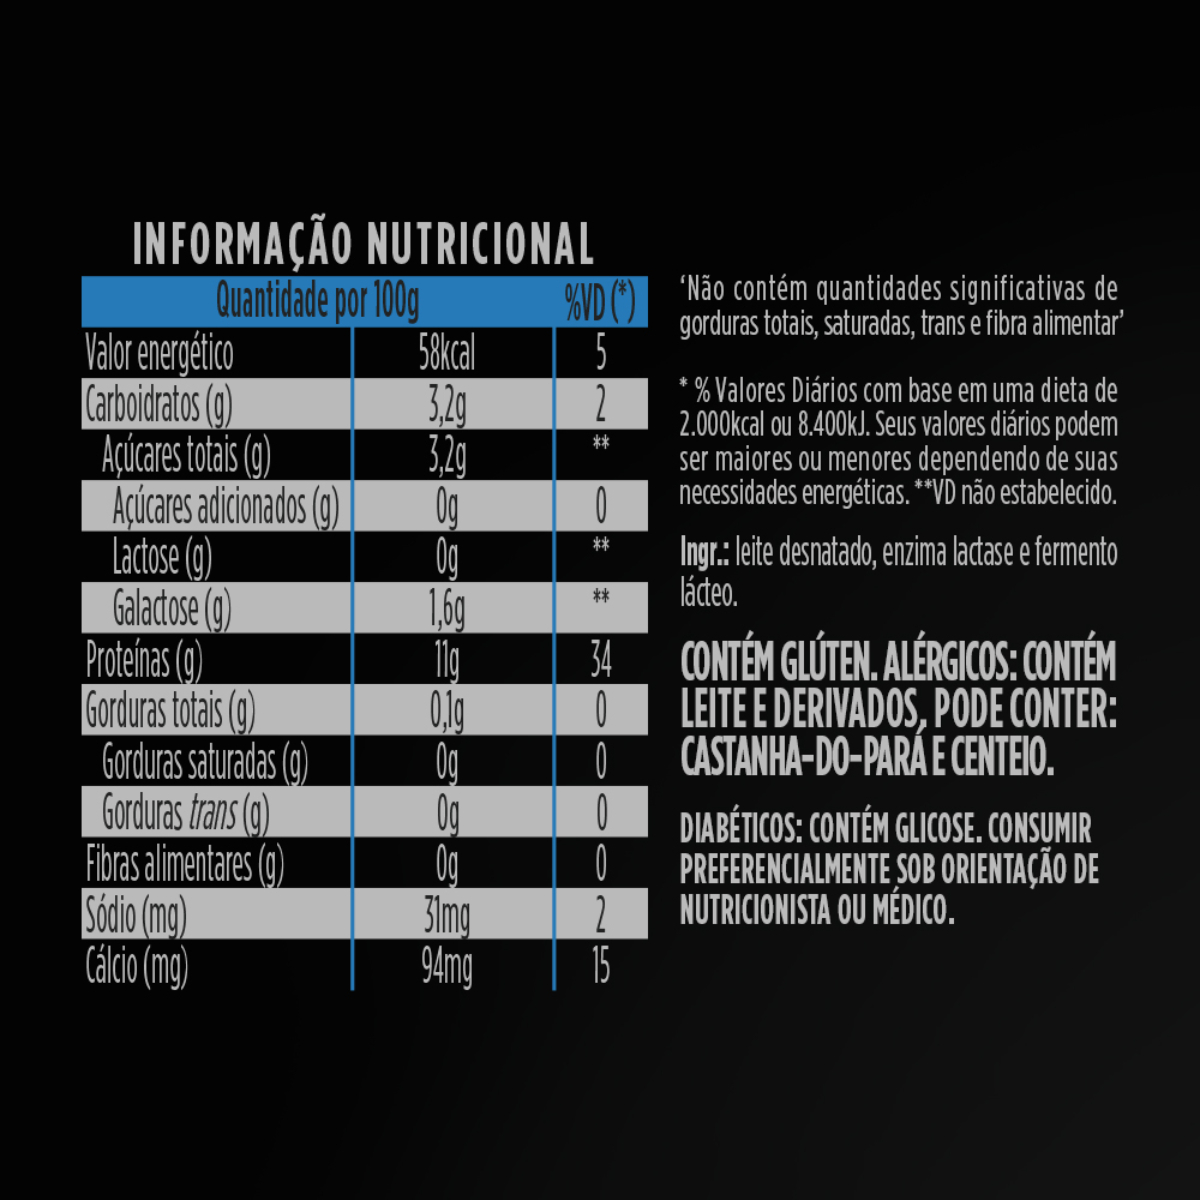 INFORMAÇÃO NUTRICIONAL
Quantidade por 100g %VD (*)
Valor energético 58kcal 5
Carboidratos (g) 3,2g 2
Açúcares totais (g) 3,2g **
Açúcares adicionados (g) 0g 0
Lactose (g) 0g **
Galactose (g) 1,6g **
Proteínas (g) 11g 34
Gorduras totais (g) 0,1g 0
Gorduras saturadas (g) 0g 0
Gorduras trans (g) 0g 0
Fibras alimentares (g) 0g 0
Sódio (mg) 31mg 2
Cálcio (mg) 94mg 15
‘Não contém quantidades significativas de
gorduras totais, saturadas, trans e fibra alimentar’
* % Valores Diários com base em uma dieta de
2.000kcal ou 8.400kJ. Seus valores diários podem
ser maiores ou menores dependendo de suas
necessidades energéticas. **VD não estabelecido.
Ingr.: leite desnatado, enzima lactase e fermento
lácteo.
CONTÉM GLÚTEN. ALÉRGICOS: CONTÉM
LEITE E DERIVADOS, PODE CONTER:
CASTANHA-DO-PARÁ E CENTEIO.
DIABÉTICOS: CONTÉM GLICOSE. CONSUMIR
PREFERENCIALMENTE SOB ORIENTAÇÃO DE
NUTRICIONISTA OU MÉDICO.